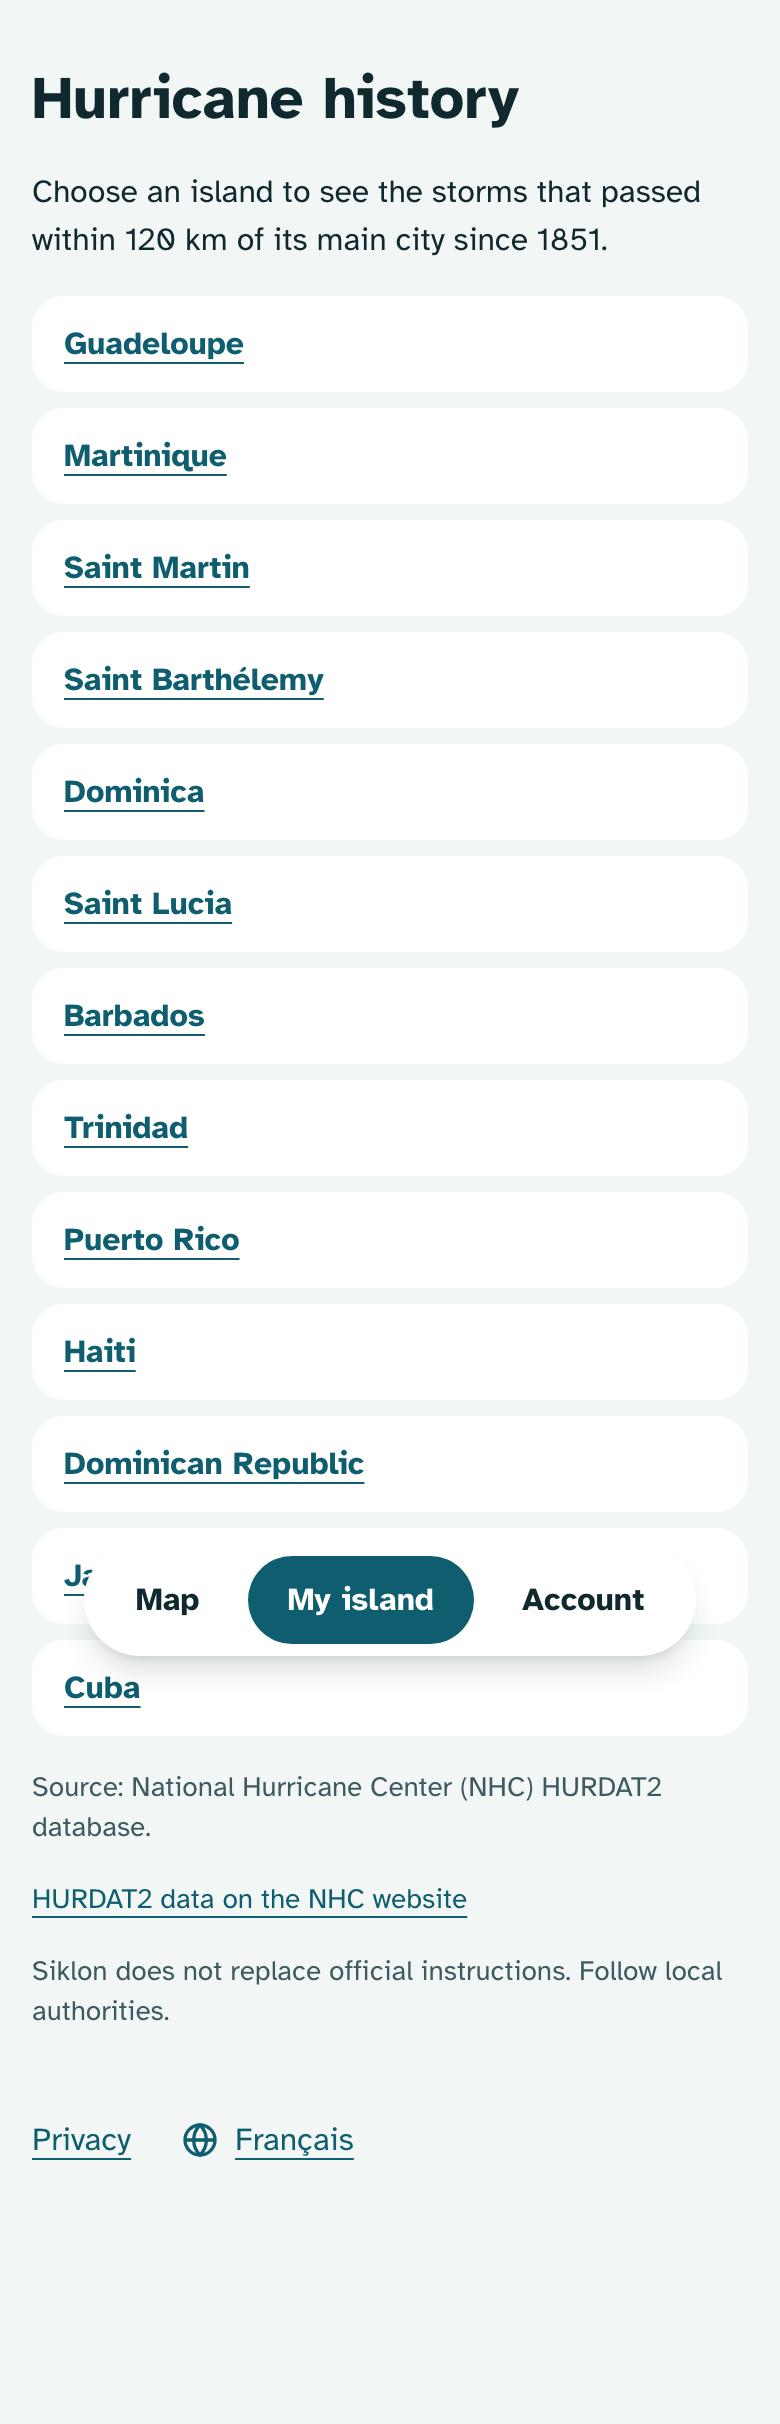 Hurricane history
Choose an island to see the storms that passed
within 120 km of its main city since 1851.
Guadeloupe
Martinique
Saint Martin
Saint Barthélemy
Dominica
Saint Lucia
Barbados
Trinidad
Puerto Rico
Haiti
Dominican Republic
Map My island Account
Cuba
Source: National Hurricane Center (NHC) HURDAT2
database.
HURDAT2 data on the NHC website
Siklon does not replace official instructions. Follow local
authorities.
Privacy Français